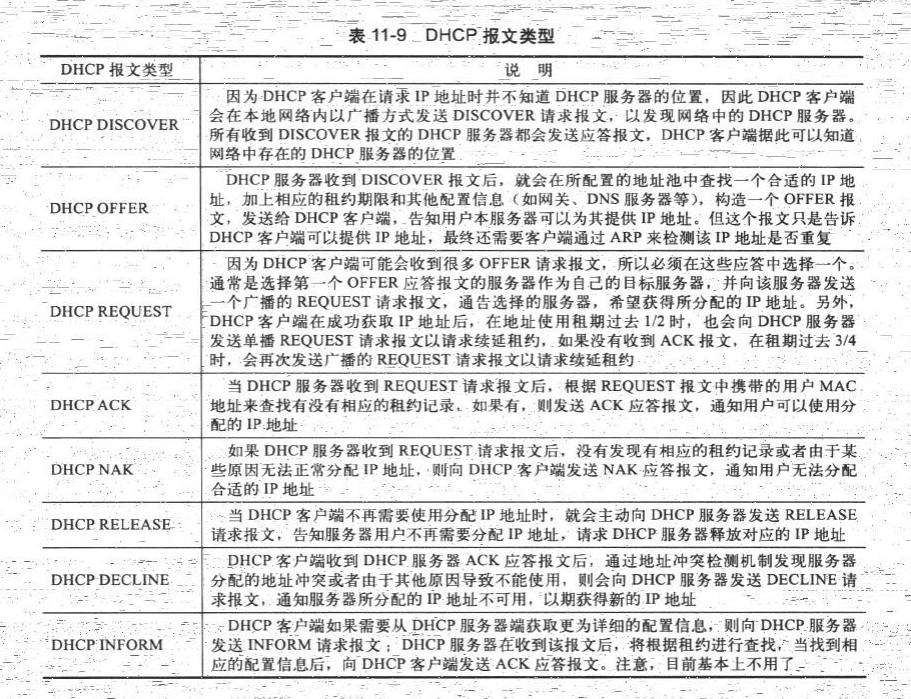 表 11-9 DHCP 报文类型
DHCP 报文类型 说 明
DHCP DISCOVER
因为 DHCP 客户端在请求 IP 地址时并不知道 DHCP 服务器的位置，因此 DHCP 客户端
会在本地网络内以广播方式发送 DISCOVER 请求报文，以发现网络中的 DHCP 服务器。
所有收到 DISCOVER 报文的 DHCP 服务器都会发送应答报文，DHCP 客户端据此可以知道
网络中存在的 DHCP 服务器的位置
DHCP OFFER
DHCP 服务器收到 DISCOVER 报文后，就会在所配置的地址池中查找一个合适的 IP 地
址，加上相应的租约期限和其他配置信息（如网关、DNS 服务器等），构造一个 OFFER 报
文，发送给 DHCP 客户端，告知用户本服务器可以为其提供 IP 地址。但这个报文只是告诉
DHCP 客户端可以提供 IP 地址，最终还需要客户端通过 ARP 来检测该 IP 地址是否重复
DHCP REQUEST
因为 DHCP 客户端可能会收到很多 OFFER 请求报文，所以必须在这些应答中选择一个。
通常是选择第一个 OFFER 应答报文的服务器作为自己的目标服务器，并向该服务器发送
一个广播的 REQUEST 请求报文，通告选择的服务器，希望获得所分配的 IP 地址。另外，
DHCP 客户端在成功获取 IP 地址后，在地址使用租期过去 1/2 时，也会向 DHCP 服务器
发送单播 REQUEST 请求报文以请求续延租约，如果没有收到 ACK 报文，在租期过去 3/4
时，会再次发送广播的 REQUEST 请求报文以请求续延租约
DHCP ACK
当 DHCP 服务器收到 REQUEST 请求报文后，根据 REQUEST 报文中携带的用户 MAC
地址来查找有没有相应的租约记录，如果有，则发送 ACK 应答报文，通知用户可以使用分
配的 IP 地址
DHCP NAK
如果 DHCP 服务器收到 REQUEST 请求报文后，没有发现有相应的租约记录或者由于某
些原因无法正常分配 IP 地址，则向 DHCP 客户端发送 NAK 应答报文，通知用户无法分配
合适的 IP 地址
DHCP RELEASE
当 DHCP 客户端不再需要使用分配 IP 地址时，就会主动向 DHCP 服务器发送 RELEASE
请求报文，告知服务器用户不再需要分配 IP 地址，请求 DHCP 服务器释放对应的 IP 地址
DHCP DECLINE
DHCP 客户端收到 DHCP 服务器 ACK 应答报文后，通过地址冲突检测机制发现服务器
分配的地址冲突或者由于其他原因导致不能使用，则会向 DHCP 服务器发送 DECLINE 请
求报文，通知服务器所分配的 IP 地址不可用，以期获得新的 IP 地址
DHCP INFORM
DHCP 客户端如果需要从 DHCP 服务器端获取更为详细的配置信息，则向 DHCP 服务器
发送 INFORM 请求报文；DHCP 服务器在收到该报文后，将根据租约进行查找，当找到相
应的配置信息后，向 DHCP 客户端发送 ACK 应答报文。注意，目前基本上不用了